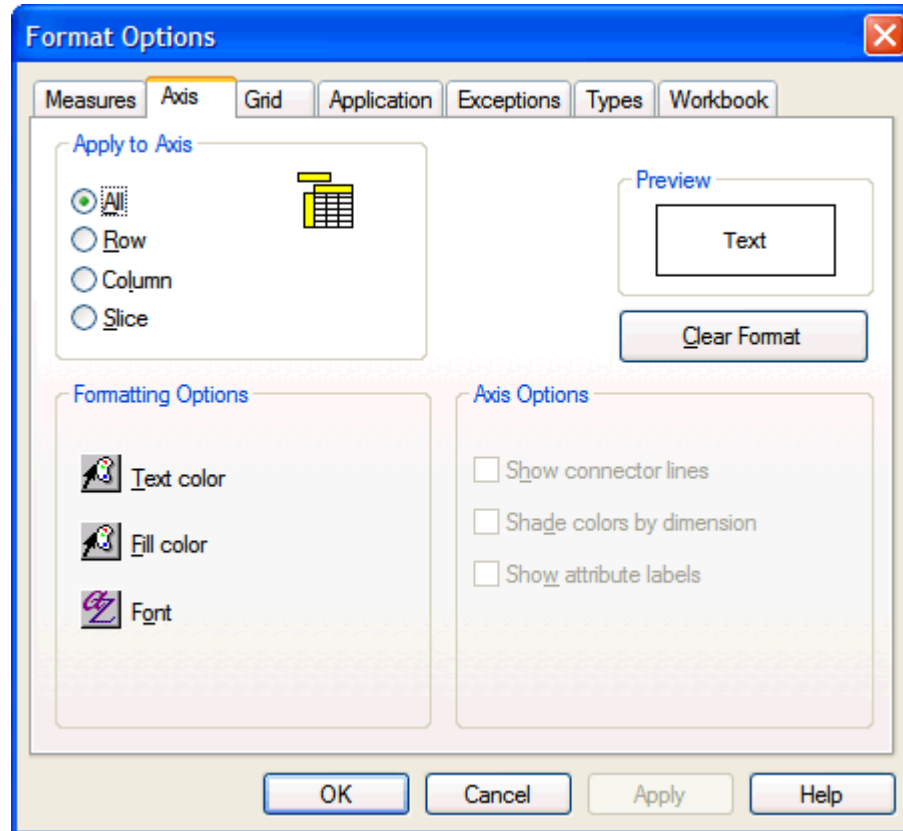 Format Options
Measures Axis Grid Application Exceptions Types Workbook
Apply to Axis
All
Row
Column
Slice
Preview
Text
Clear Format
Formatting Options
Text color
Fill color
Font
Axis Options
Show connector lines
Shade colors by dimension
Show attribute labels
OK Cancel Apply Help